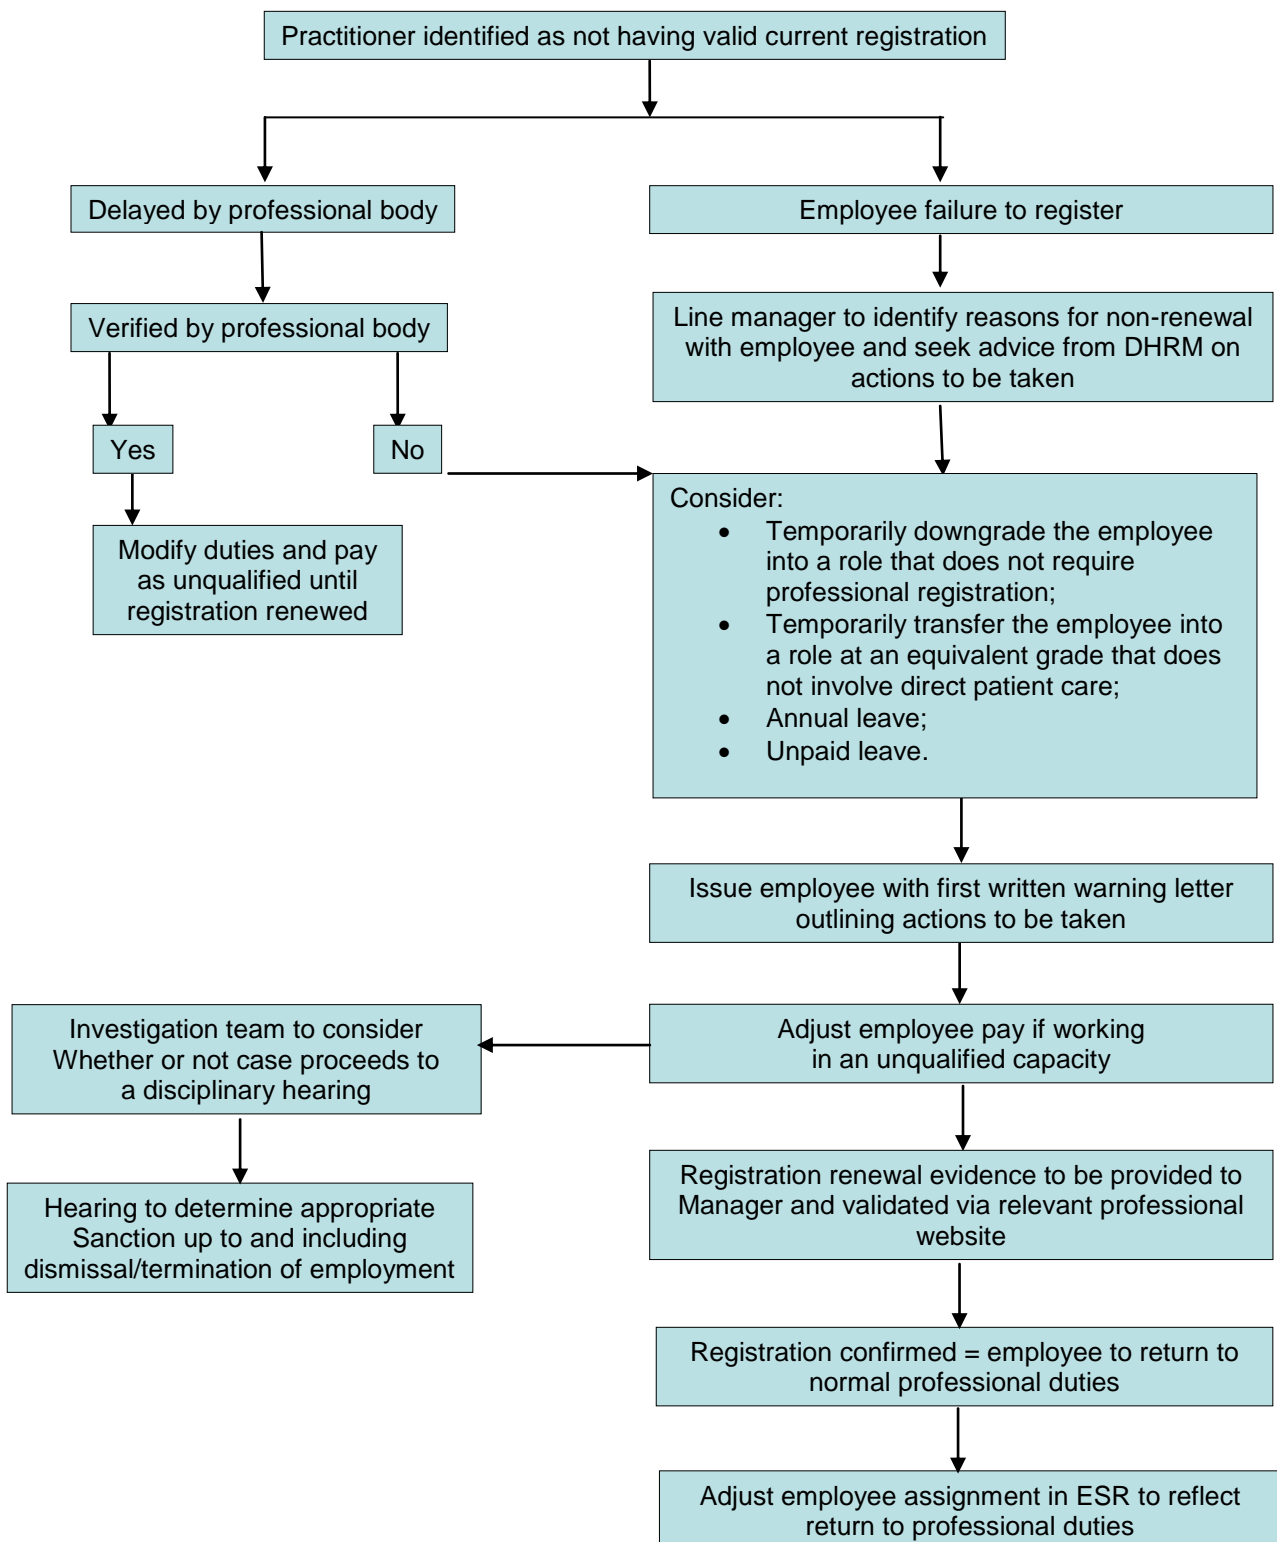 Practitioner identified as not having valid current registration
Delayed by professional body
Employee failure to register
Verified by professional body
Line manager to identify reasons for non-renewal
with employee and seek advice from DHRM on
actions to be taken
Yes
No
Modify duties and pay
as unqualified until
registration renewed
Consider:
• Temporarily downgrade the employee
into a role that does not require
professional registration;
• Temporarily transfer the employee into
a role at an equivalent grade that does
not involve direct patient care;
• Annual leave;
• Unpaid leave.
Issue employee with first written warning letter
outlining actions to be taken
Investigation team to consider
Whether or not case proceeds to
a disciplinary hearing
Adjust employee pay if working
in an unqualified capacity
Hearing to determine appropriate
Sanction up to and including
dismissal/termination of employment
Registration renewal evidence to be provided to
Manager and validated via relevant professional
website
Registration confirmed = employee to return to
normal professional duties
Adjust employee assignment in ESR to reflect
return to professional duties